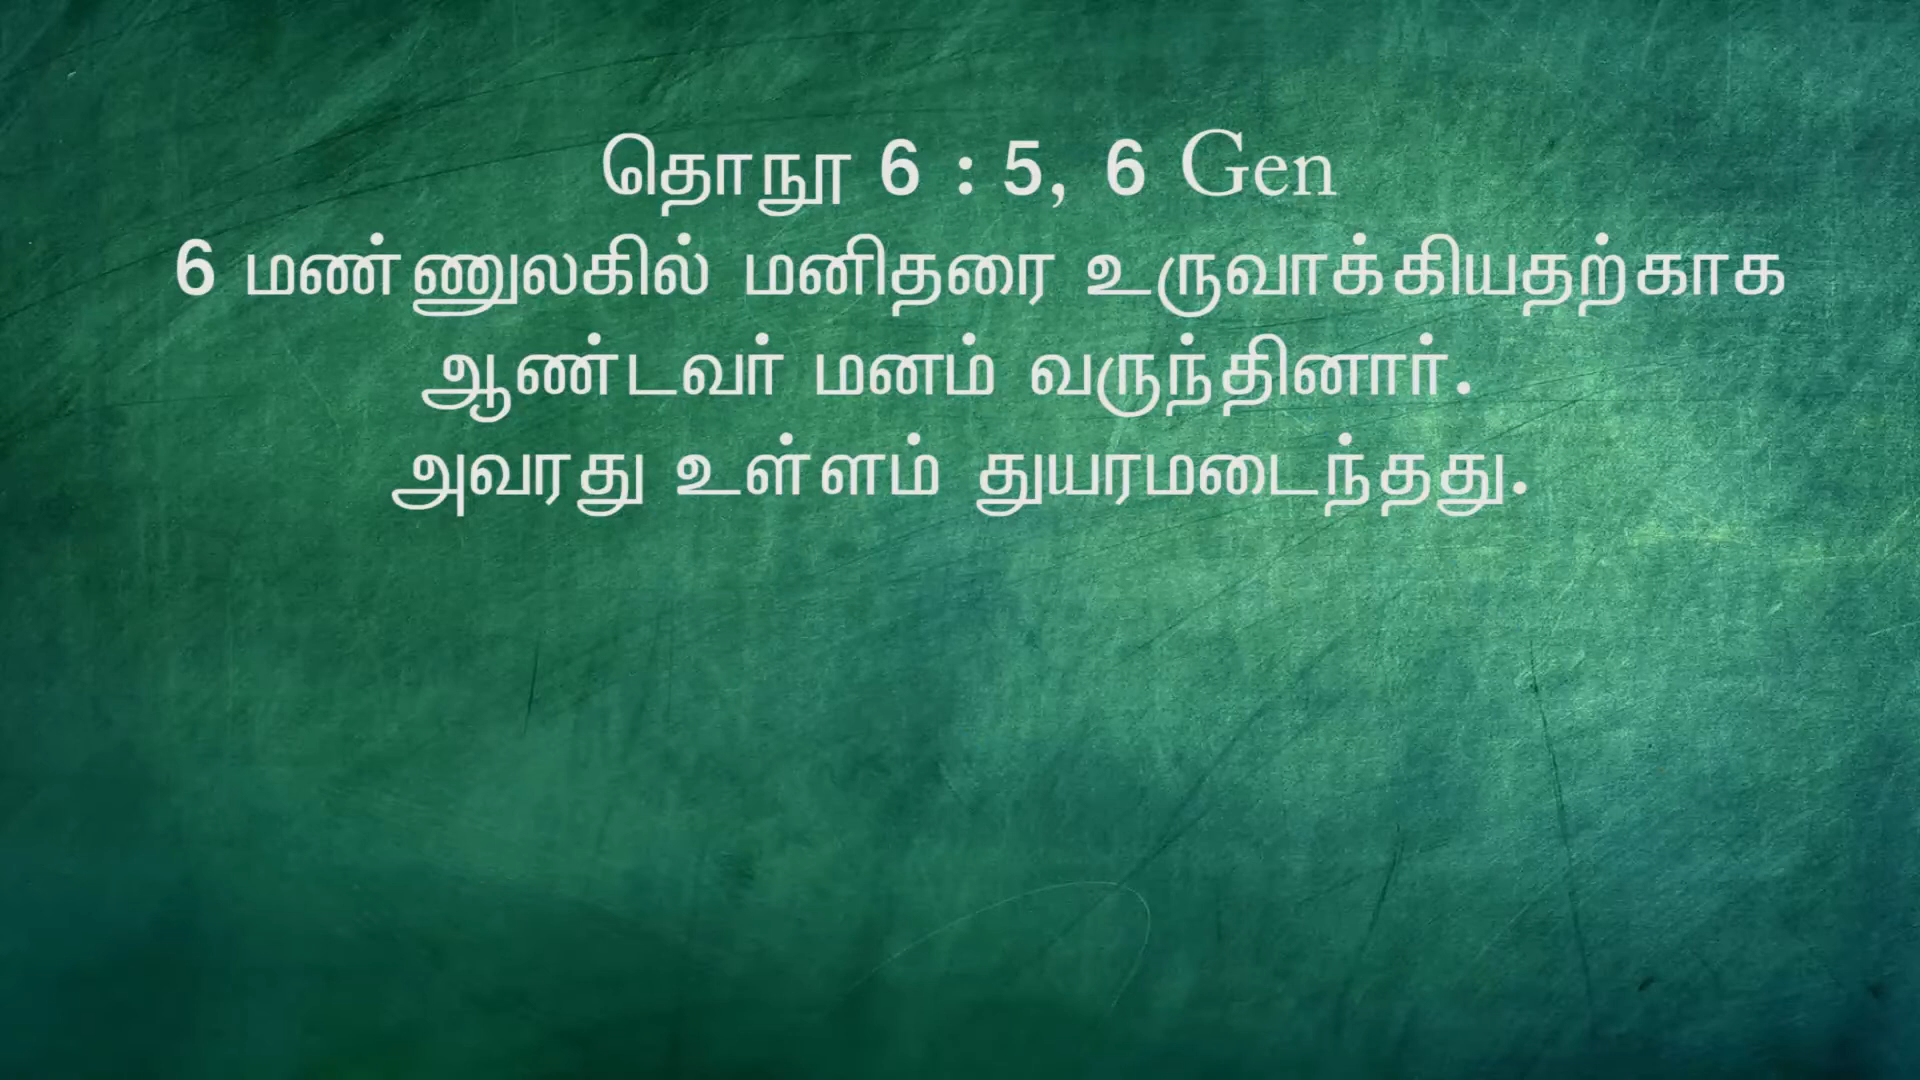 தொநூ 6 : 5, 6 Gen
6 மண்ணுலகில் மனிதரை உருவாக்கியதற்காக
ஆண்டவர் மனம் வருந்தினார்.
அவரது உள்ளம் துயரமடைந்தது.